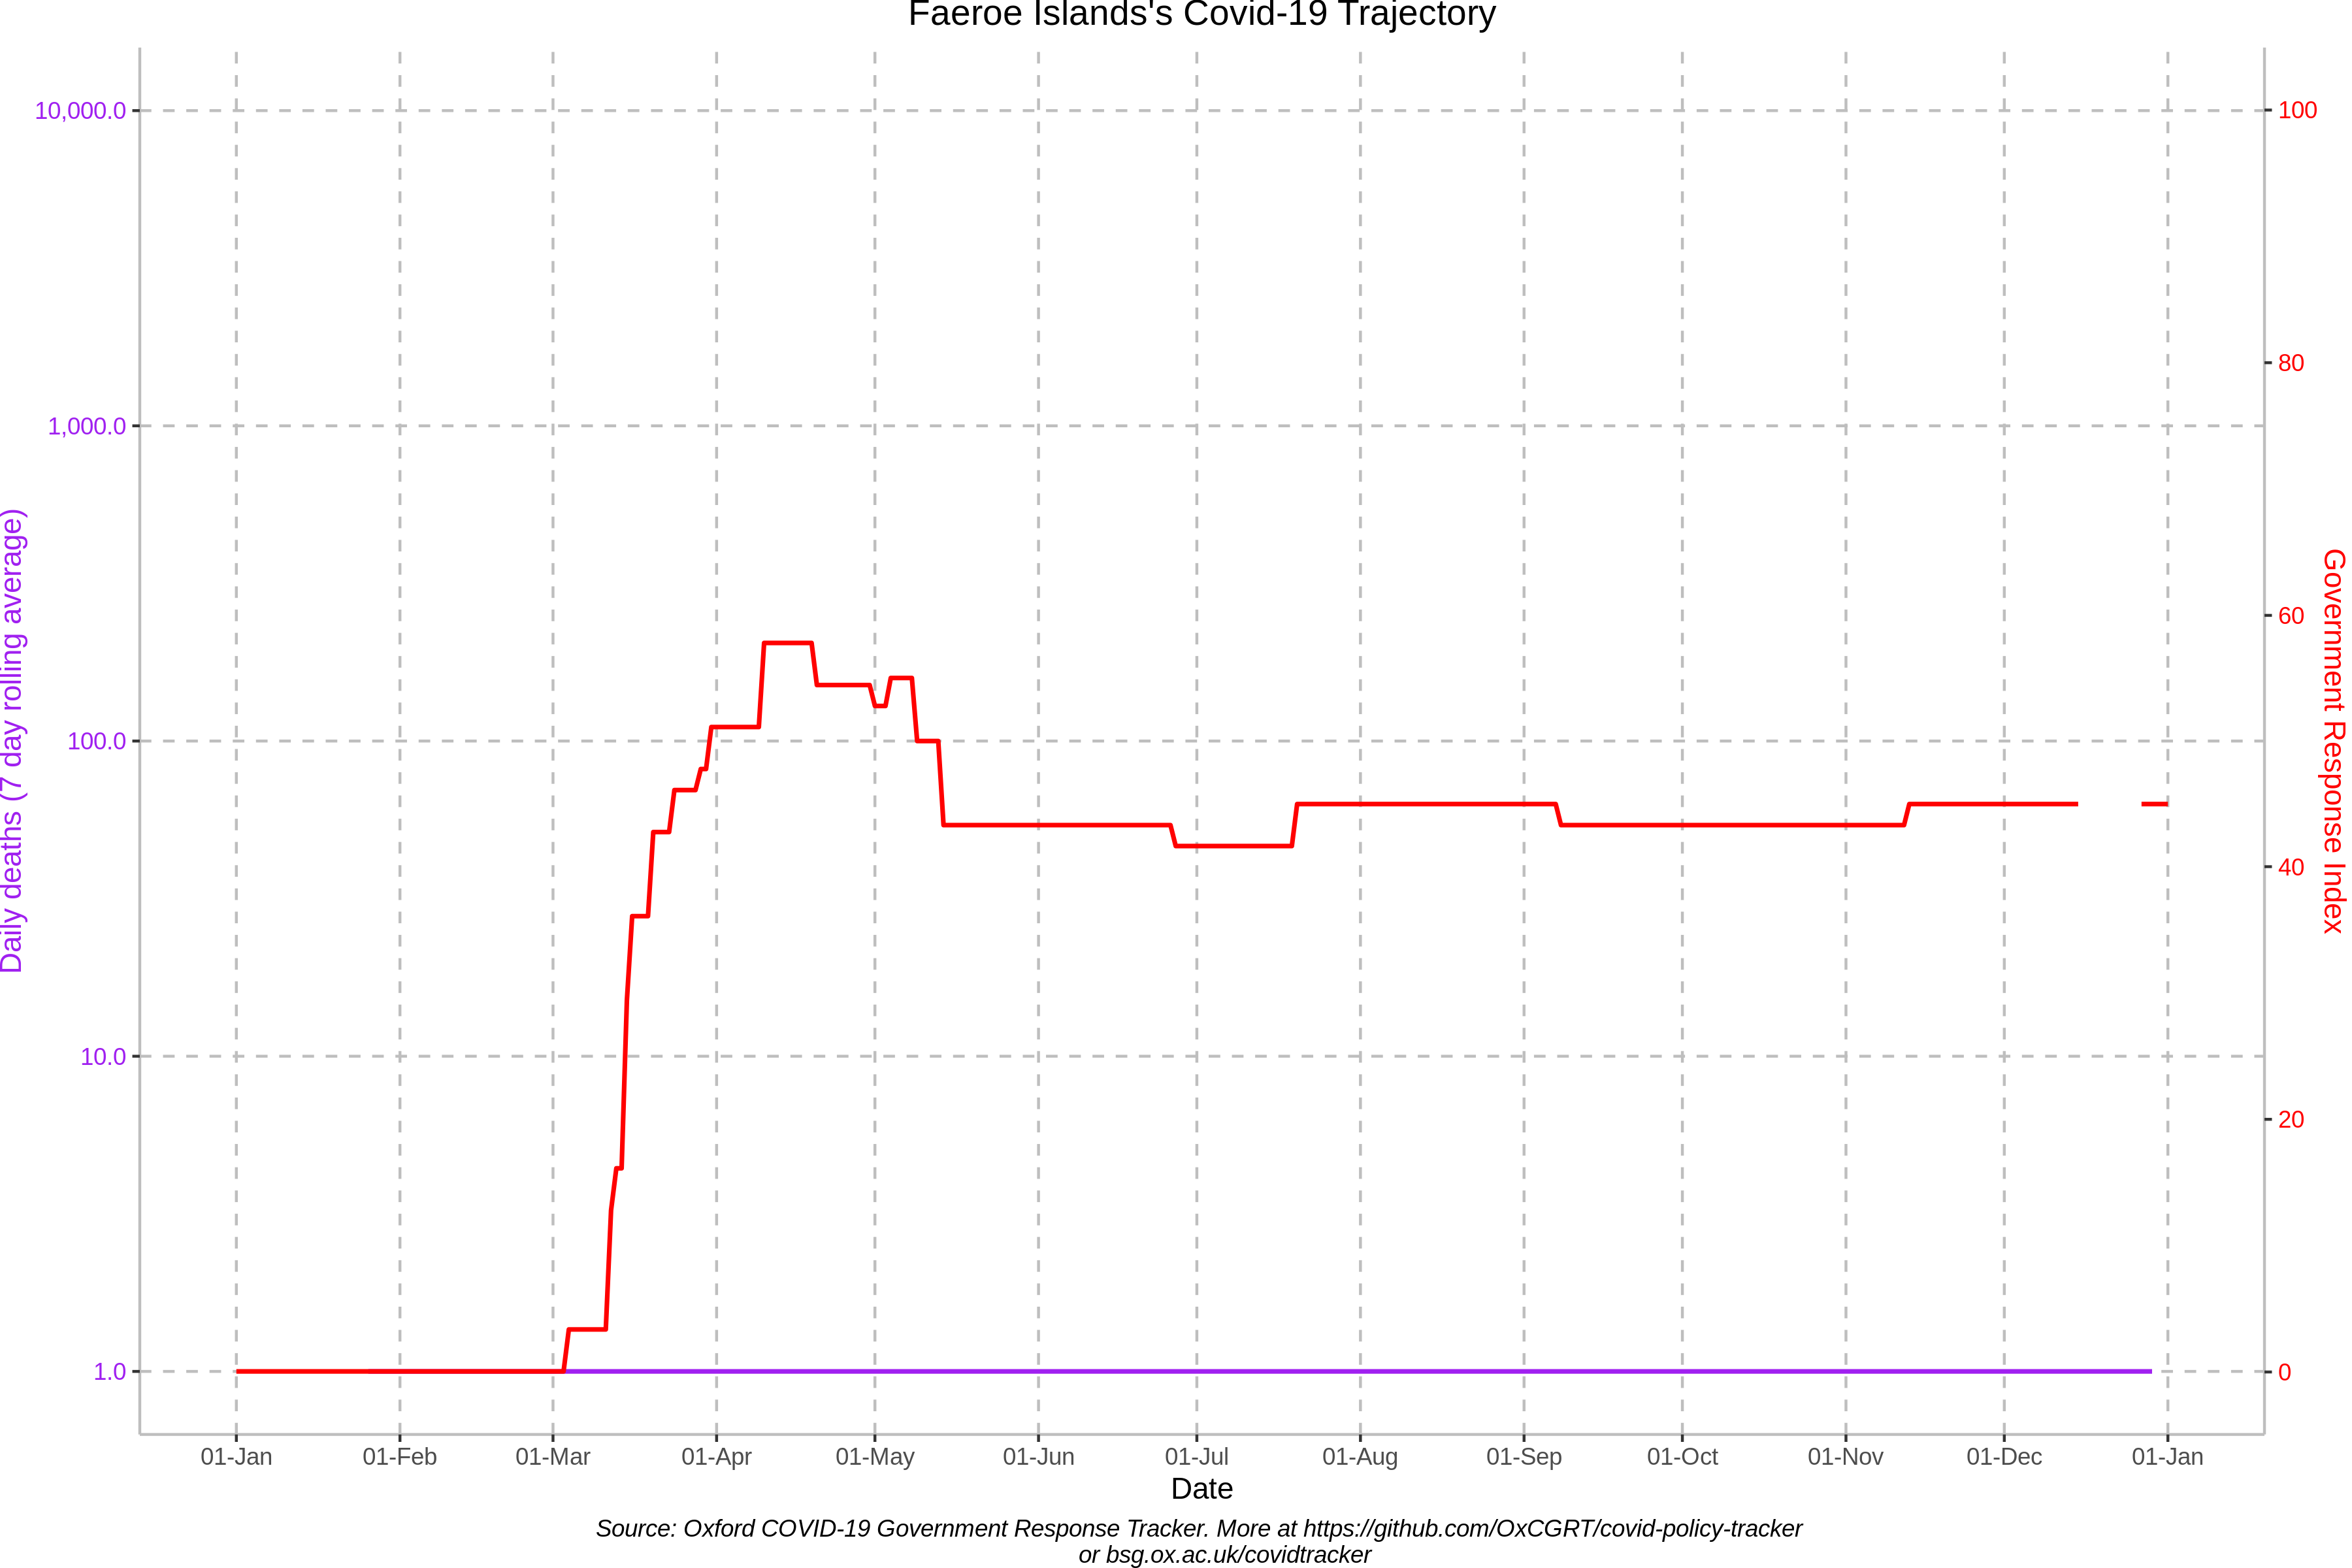 Faeroe Islands's Covid-19 Trajectory
10,000.0
1,000.0
100.0
10.0
1.0
Daily deaths (7 day rolling average)
100
80
60
40
20
0
Government Response Index
01-Jan 01-Feb 01-Mar 01-Apr 01-May 01-Jun 01-Jul 01-Aug 01-Sep 01-Oct 01-Nov 01-Dec 01-Jan
Date
Source: Oxford COVID-19 Government Response Tracker. More at https://github.com/OxCGRT/covid-policy-tracker
or bsg.ox.ac.uk/covidtracker